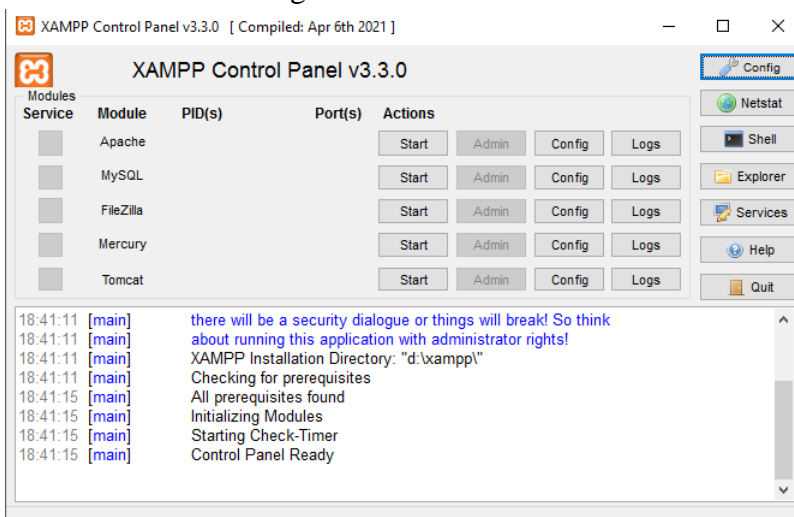 XAMPP Control Panel v3.3.0 [ Compiled: Apr 6th 2021 ]
XAMPP Control Panel v3.3.0
Config
Modules
Service Module PID(s) Port(s) Actions
Netstat
Apache Start Admin Config Logs
Shell
MySQL Start Admin Config Logs
Explorer
FileZilla Start Admin Config Logs
Services
Mercury Start Admin Config Logs
Help
Tomcat Start Admin Config Logs
Quit
18:41:11 [main] there will be a security dialogue or things will break! So think
18:41:11 [main] about running this application with administrator rights!
18:41:11 [main] XAMPP Installation Directory: "d:\xampp\"
18:41:11 [main] Checking for prerequisites
18:41:15 [main] All prerequisites found
18:41:15 [main] Initializing Modules
18:41:15 [main] Starting Check-Timer
18:41:15 [main] Control Panel Ready